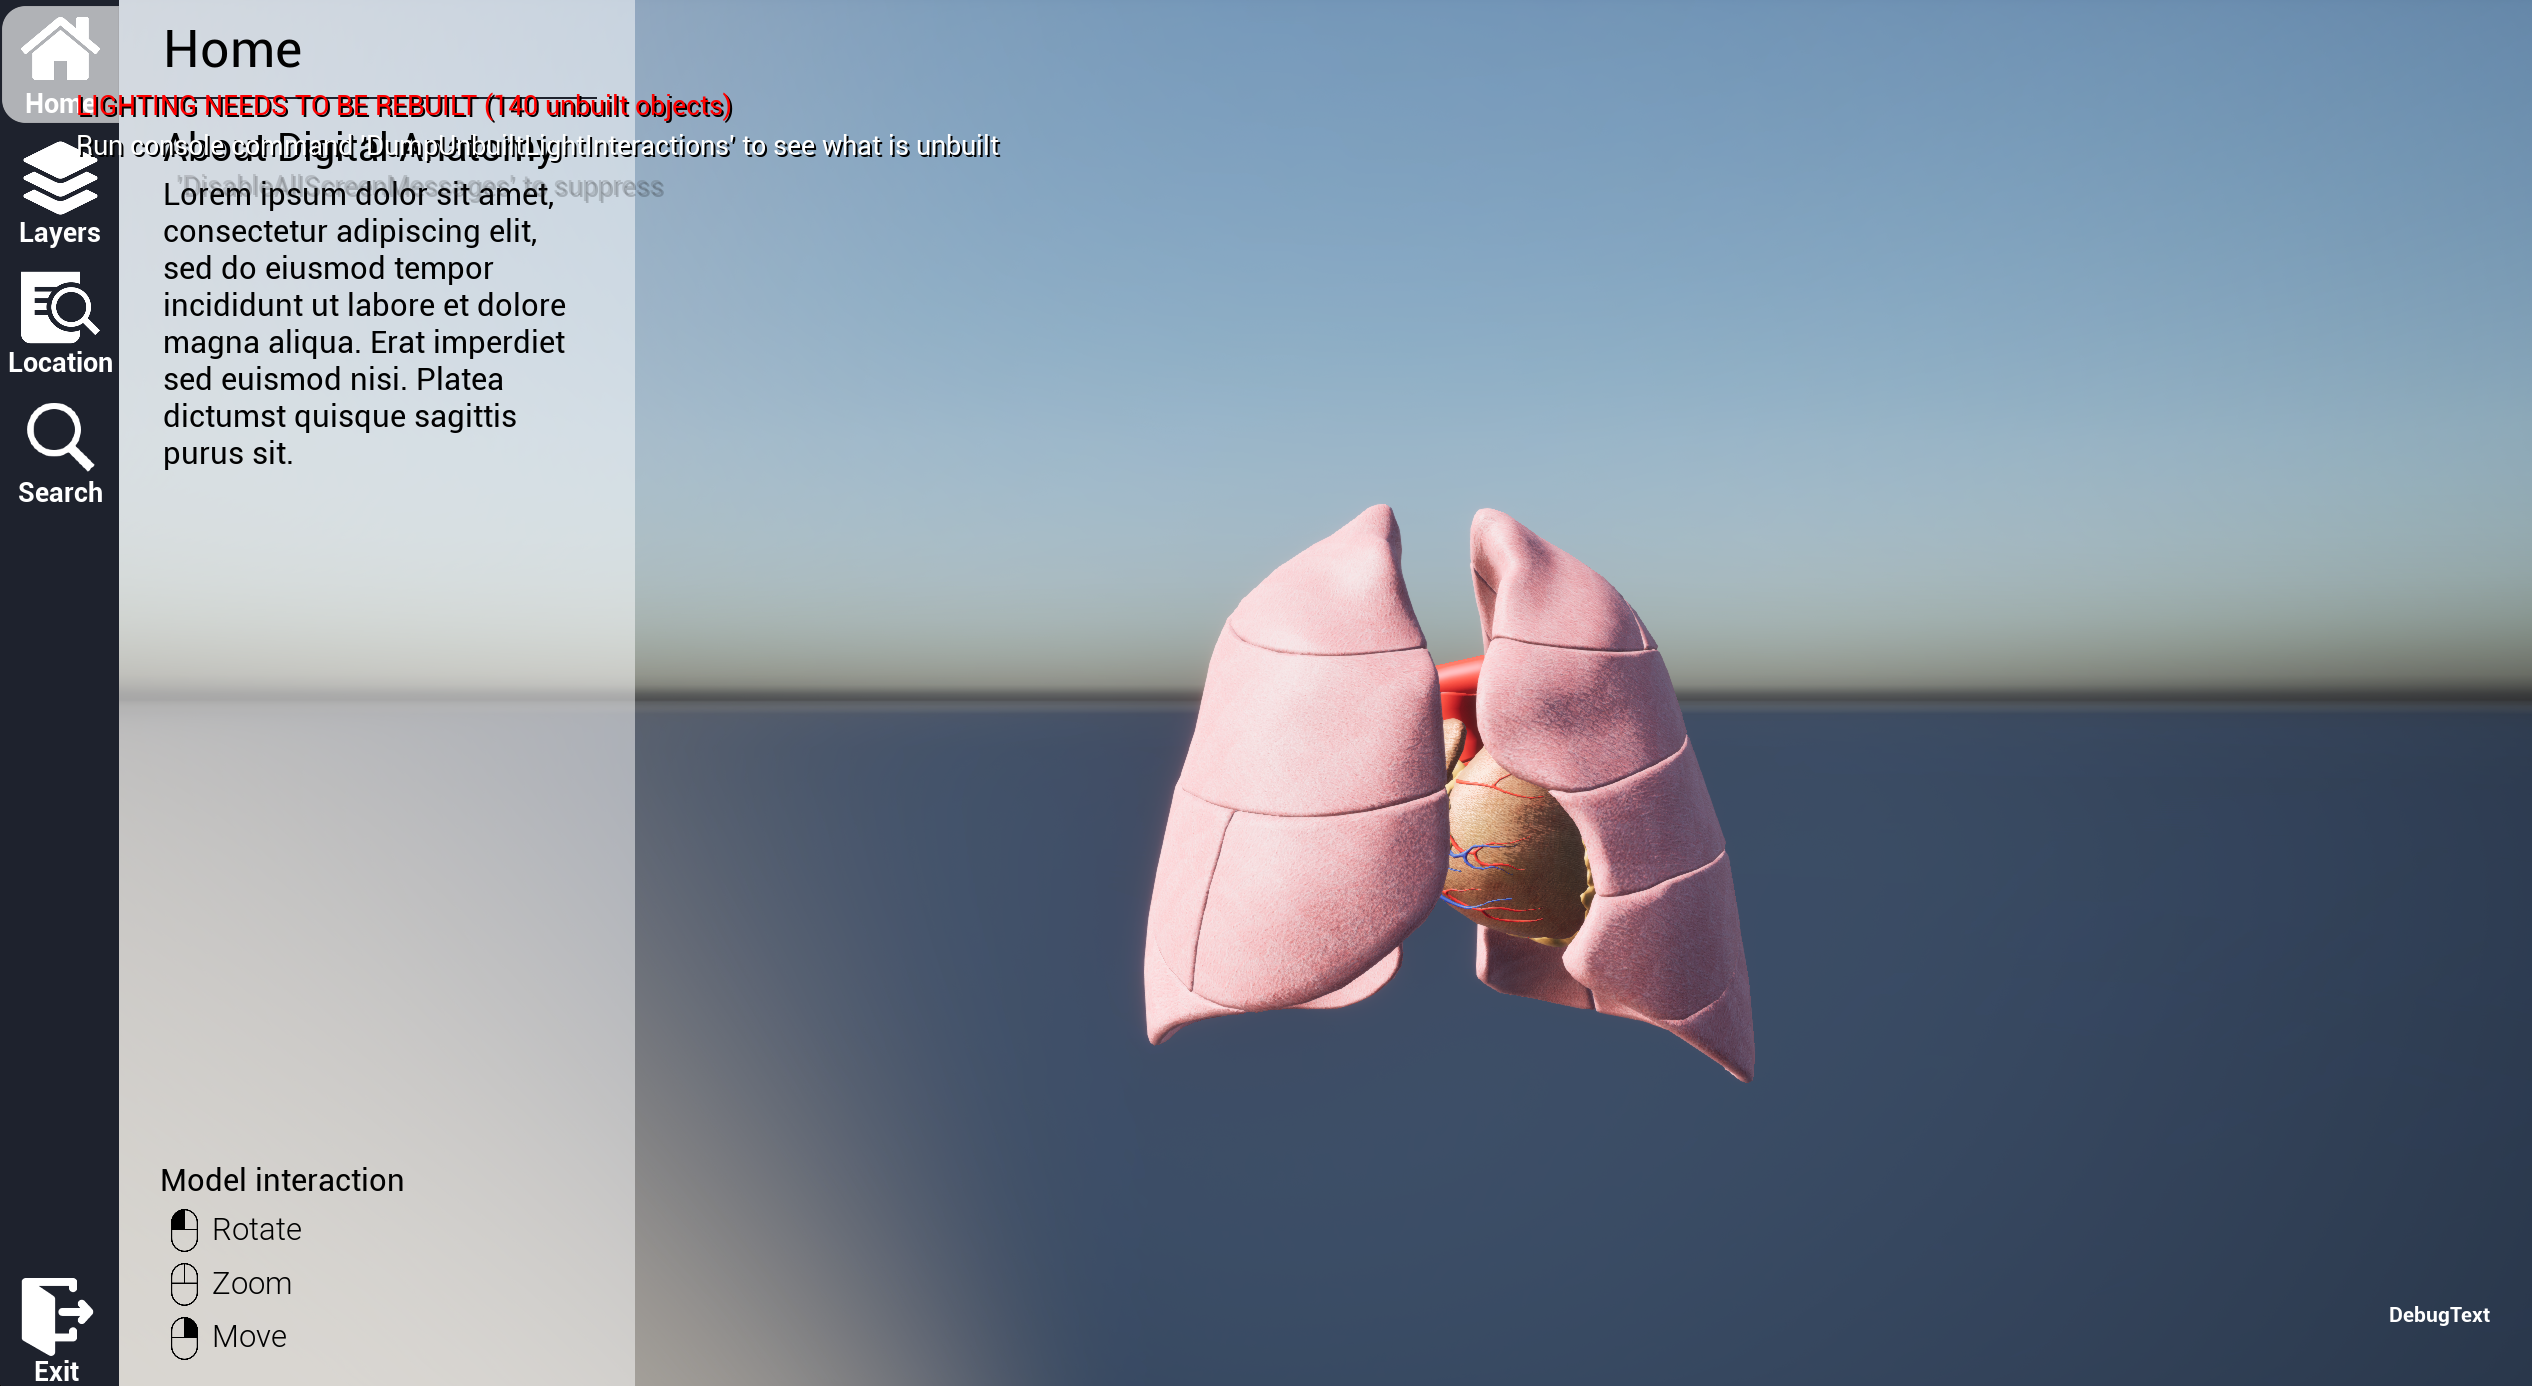 Home
Layers
Location
Search
Exit
Home
LIGHTING NEEDS TO BE REBUILT (140 unbuilt objects)
About Digital Anatomy
Run console command 'DumpUnbuiltLightInteractions' to see what is unbuilt
'DisableAllScreenMessages' to suppress
Lorem ipsum dolor sit amet,
consectetur adipiscing elit,
sed do eiusmod tempor
incididunt ut labore et dolore
magna aliqua. Erat imperdiet
sed euismod nisi. Platea
dictumst quisque sagittis
purus sit.
Model interaction
Rotate
Zoom
Move
DebugText